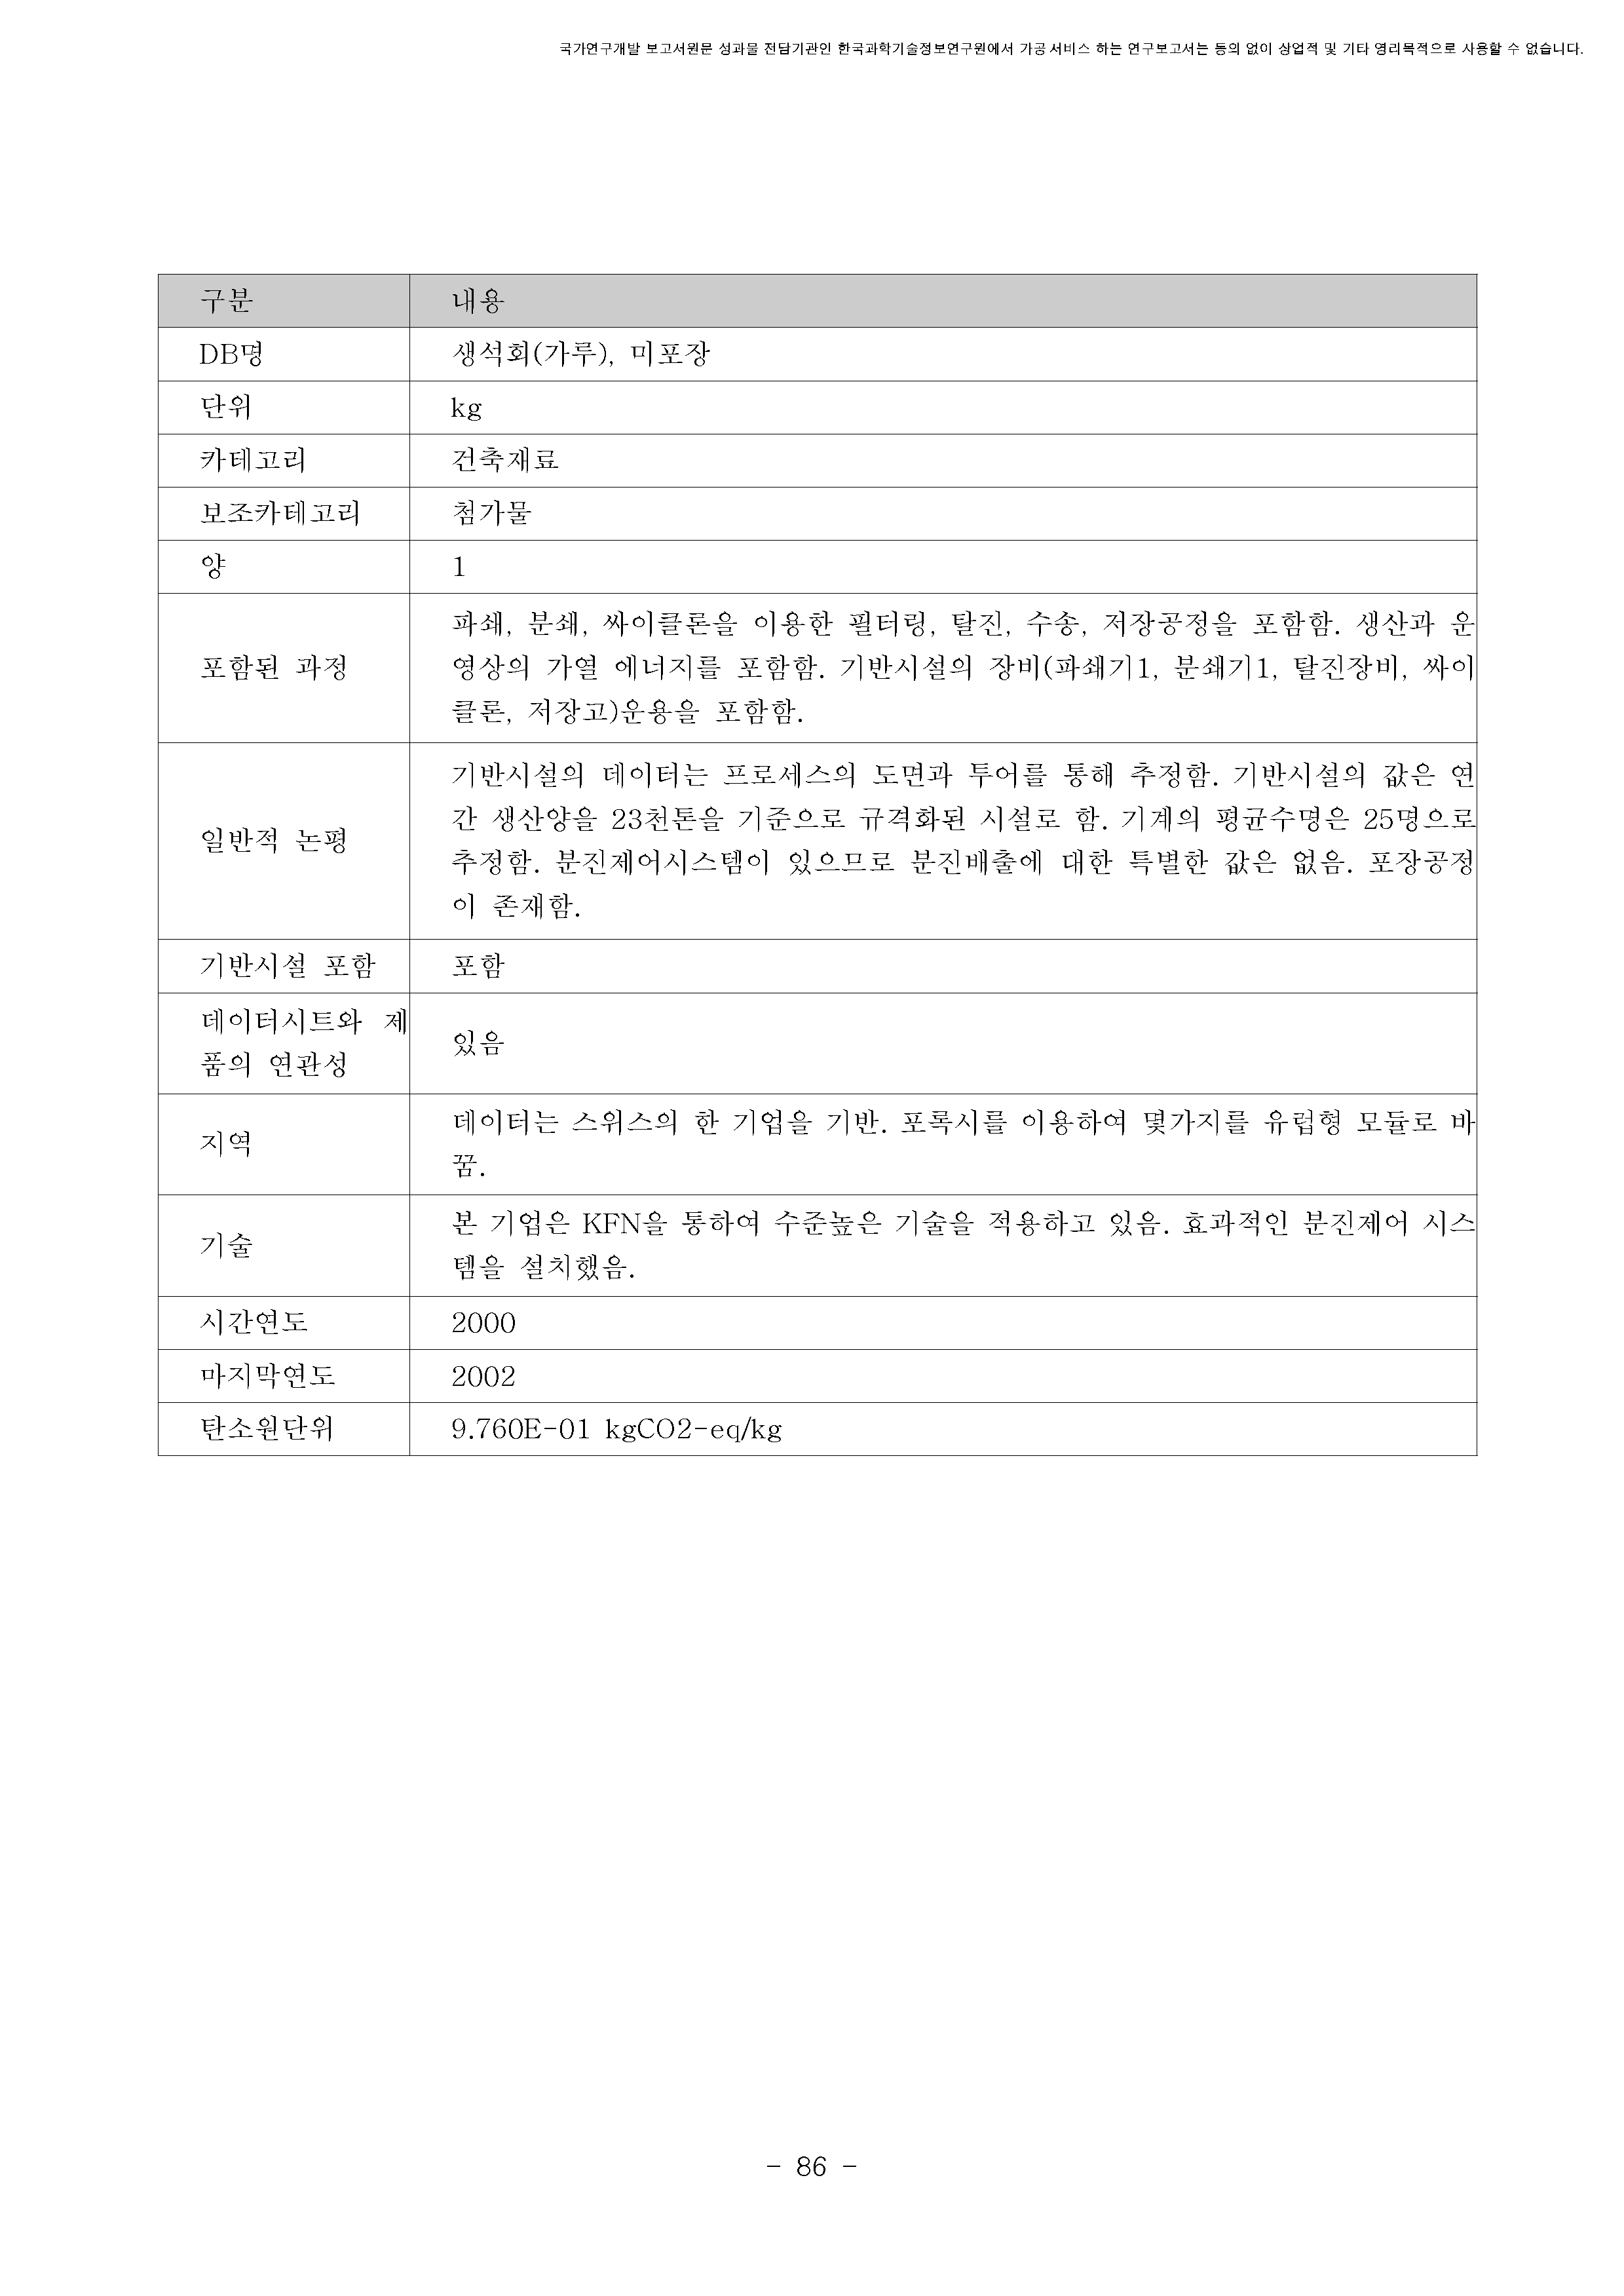 국가연구개발 보고서원문 성과물 전담기관인 한국과학기술정보연구원에서 가공·서비스 하는 연구보고서는 동의 없이 상업적 및 기타 영리목적으로 사용할 수 없습니다.
구분 내용
DB명 생석회(가루), 미포장
단위 kg
카테고리 건축재료
보조카테고리 첨가물
양 1
포함된 과정
파쇄, 분쇄, 싸이클론을 이용한 필터링, 탈진, 수송, 저장공정을 포함함. 생산과 운
영상의 가열 에너지를 포함함. 기반시설의 장비(파쇄기1, 분쇄기1, 탈진장비, 싸이
클론, 저장고)운용을 포함함.
일반적 논평
기반시설의 데이터는 프로세스의 도면과 투어를 통해 추정함. 기반시설의 값은 연
간 생산양을 23천톤을 기준으로 규격화된 시설로 함. 기계의 평균수명은 25명으로
추정함. 분진제어시스템이 있으므로 분진배출에 대한 특별한 값은 없음. 포장공정
이 존재함.
기반시설 포함 포함
데이터시트와 제
품의 연관성
있음
지역
데이터는 스위스의 한 기업을 기반. 포록시를 이용하여 몇가지를 유럽형 모듈로 바
꿈.
기술
본 기업은 KFN을 통하여 수준높은 기술을 적용하고 있음. 효과적인 분진제어 시스
템을 설치했음.
시간연도 2000
마지막연도 2002
탄소원단위 9.760E-01 kgCO2-eq/kg
- 86 -